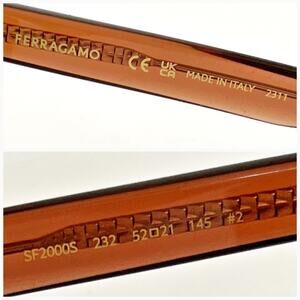 FERRAGAMO CE UK CA MADE IN ITALY 2311
SF2000S 232 52□21 145 #2